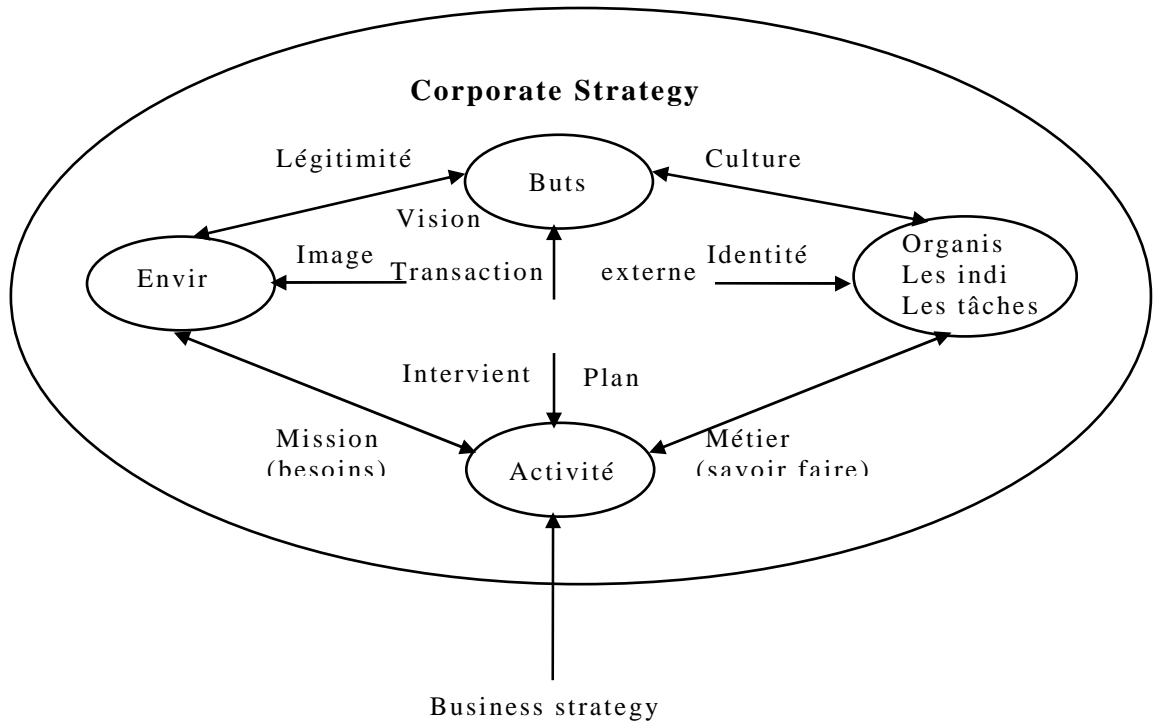 Corporate Strategy
Légitimité
Culture
Buts
Vision
Image
Identité
Envir
Transaction externe
Organis
Les indi
Les tâches
Intervient
Plan
Mission
(besoins)
Métier
(savoir faire)
Activité
Business strategy